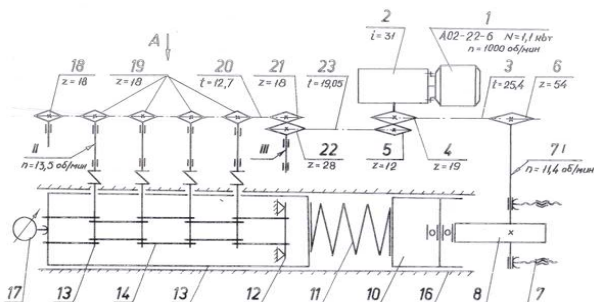 A
2
i=31
1
А02-22-6 N=1,1 кВт
n=1000 об/мин
18
z=18
19
z=18
20
t=12,7
21
z=18
23
t=19,05
3
t=25,4
6
z=54
II
n=13,5 об/мин
III
22
z=28
5
z=12
4
z=19
n=11,4 об/мин
17
13
14
13
12
11
10
16
8
7